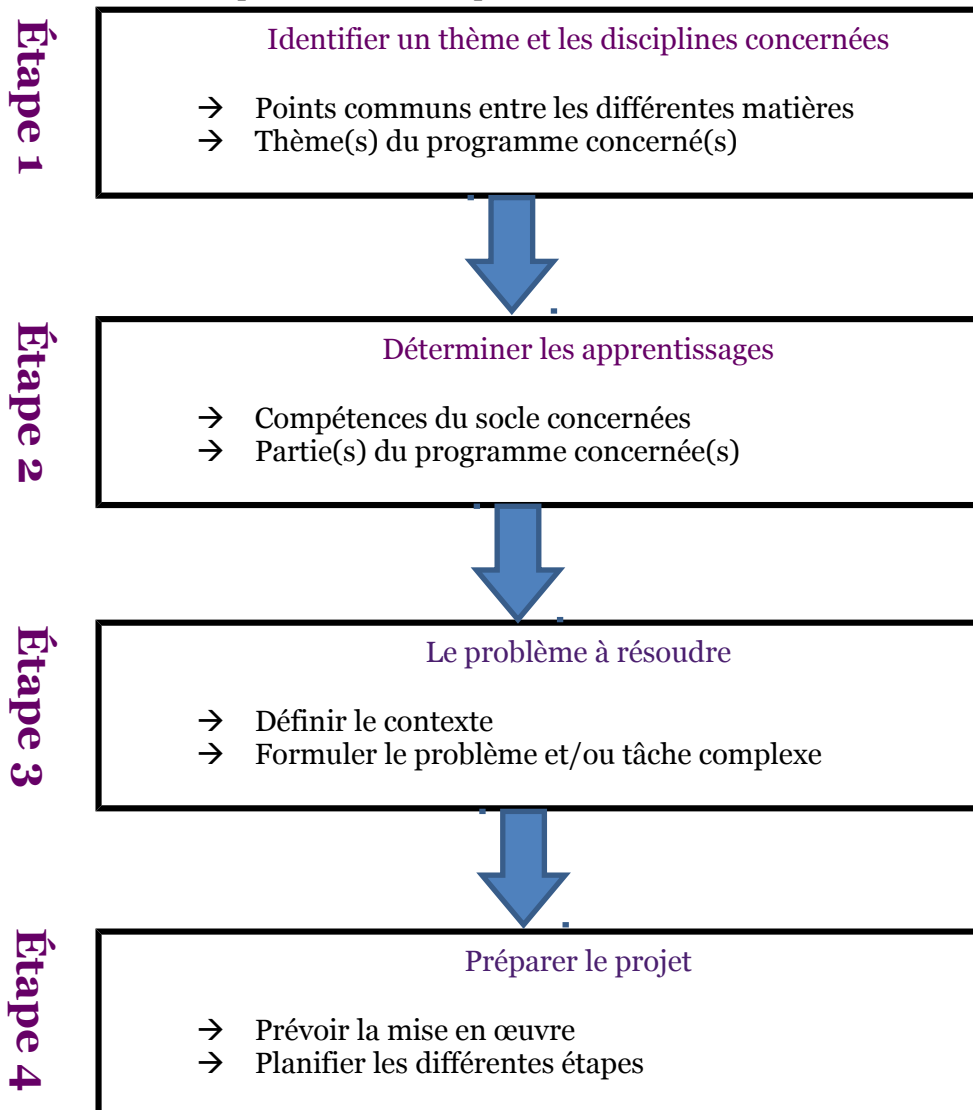 Étape 1
Identifier un thème et les disciplines concernées
→ Points communs entre les différentes matières
→ Thème(s) du programme concerné(s)
Étape 2
Déterminer les apprentissages
→ Compétences du socle concernées
→ Partie(s) du programme concernée(s)
Étape 3
Le problème à résoudre
→ Définir le contexte
→ Formuler le problème et/ou tâche complexe
Étape 4
Préparer le projet
→ Prévoir la mise en œuvre
→ Planifier les différentes étapes